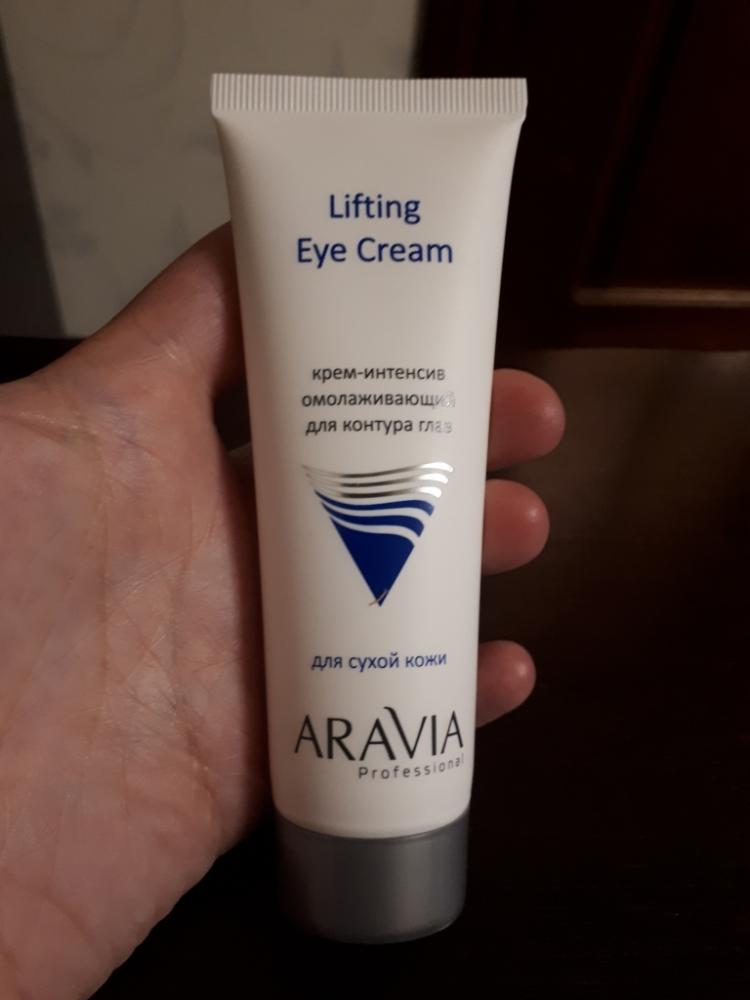 Lifting
Eye Cream
крем-интенсив
омолаживающий
для контура глаз
для сухой кожи
ARAVIA
Professional